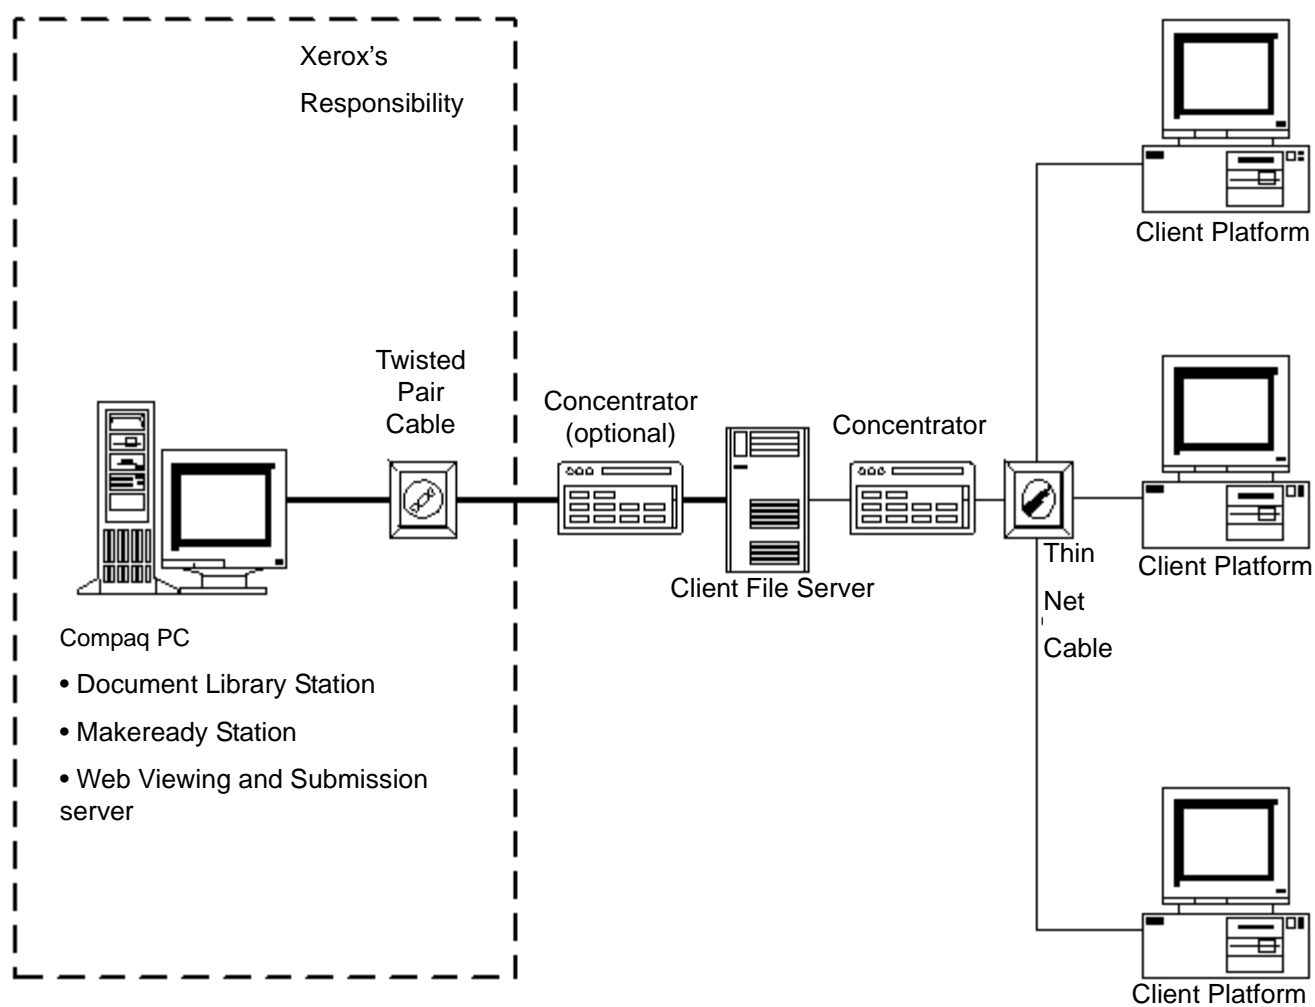 Xerox’s
Responsibility
Client Platform
Twisted
Pair
Cable
Concentrator
(optional)
Concentrator
Client File Server
Thin
Net
Cable
Client Platform
Compaq PC
• Document Library Station
• Makeready Station
• Web Viewing and Submission
server
Client Platform